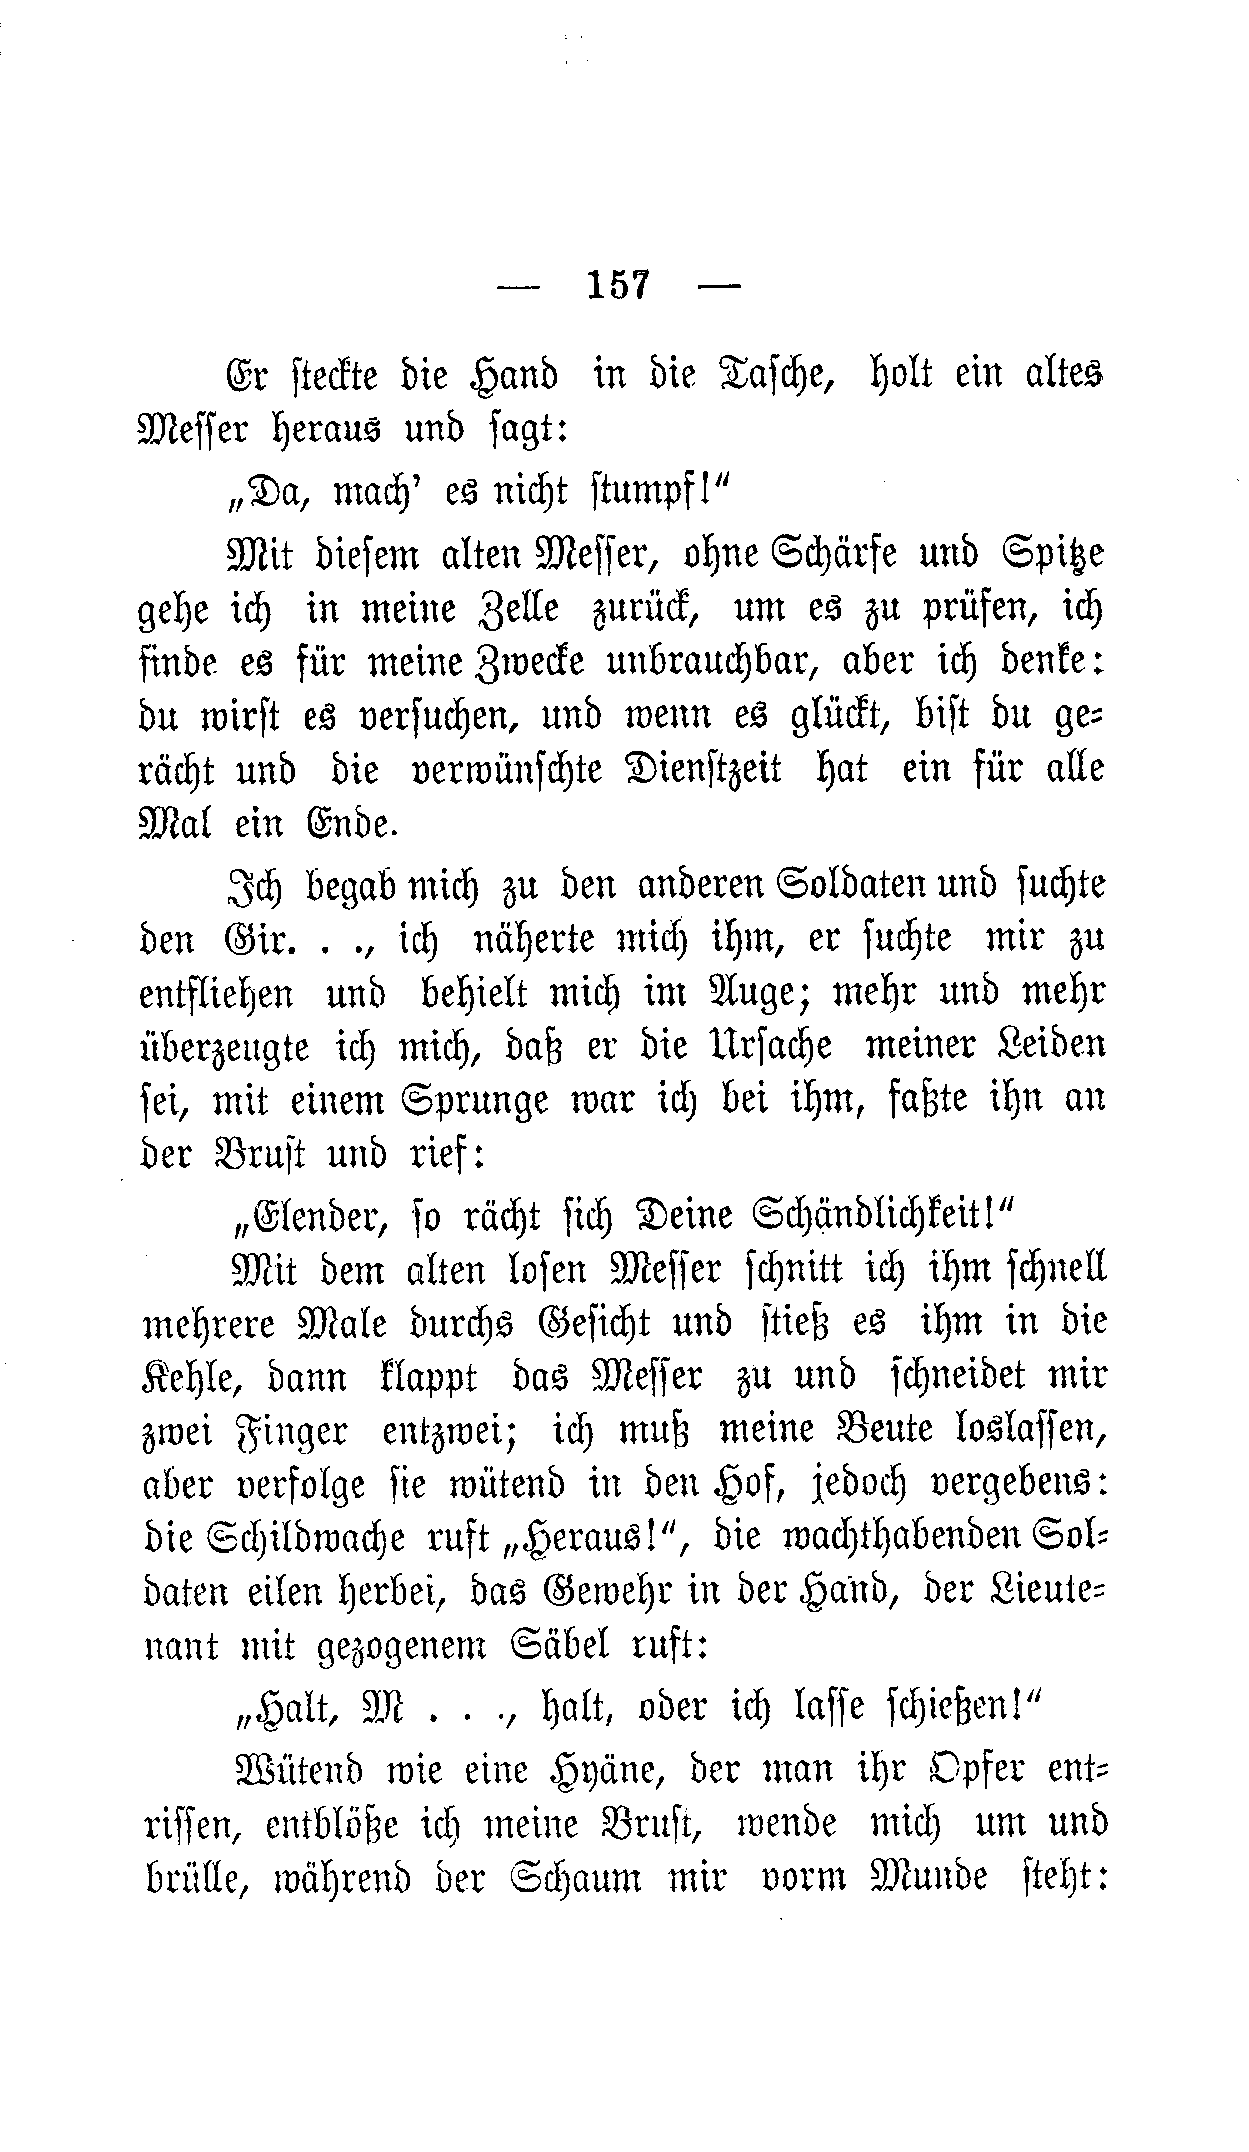 — 157 —
Er steckte die Hand in die Tasche, holt ein altes
Messer heraus und sagt:
„Da, mach' es nicht stumpf!“
Mit diesem alten Messer, ohne Schärfe und Spitze
gehe ich in meine Zelle zurück, um es zu prüfen, ich
finde es für meine Zwecke unbrauchbar, aber ich denke:
du wirst es versuchen, und wenn es glückt, bist du ge-
rächt und die verwünschte Dienstzeit hat ein für alle
Mal ein Ende.
Ich begab mich zu den anderen Soldaten und suchte
den Gir. . ., ich näherte mich ihm, er suchte mir zu
entfliehen und behielt mich im Auge; mehr und mehr
überzeugte ich mich, daß er die Ursache meiner Leiden
sei, mit einem Sprunge war ich bei ihm, faßte ihn an
der Brust und rief:
„Elender, so rächt sich Deine Schändlichkeit!“
Mit dem alten losen Messer schnitt ich ihm schnell
mehrere Male durchs Gesicht und stieß es ihm in die
Kehle, dann klappt das Messer zu und schneidet mir
zwei Finger entzwei; ich muß meine Beute loslassen,
aber verfolge sie wütend in den Hof, jedoch vergebens:
die Schildwache ruft „Heraus!“, die wachthabenden Sol-
daten eilen herbei, das Gewehr in der Hand, der Lieute-
nant mit gezogenem Säbel ruft:
„Halt, M . . ., halt, oder ich lasse schießen!“
Wütend wie eine Hyäne, der man ihr Opfer ent-
rissen, entblöße ich meine Brust, wende mich um und
brülle, während der Schaum mir vorm Munde steht: